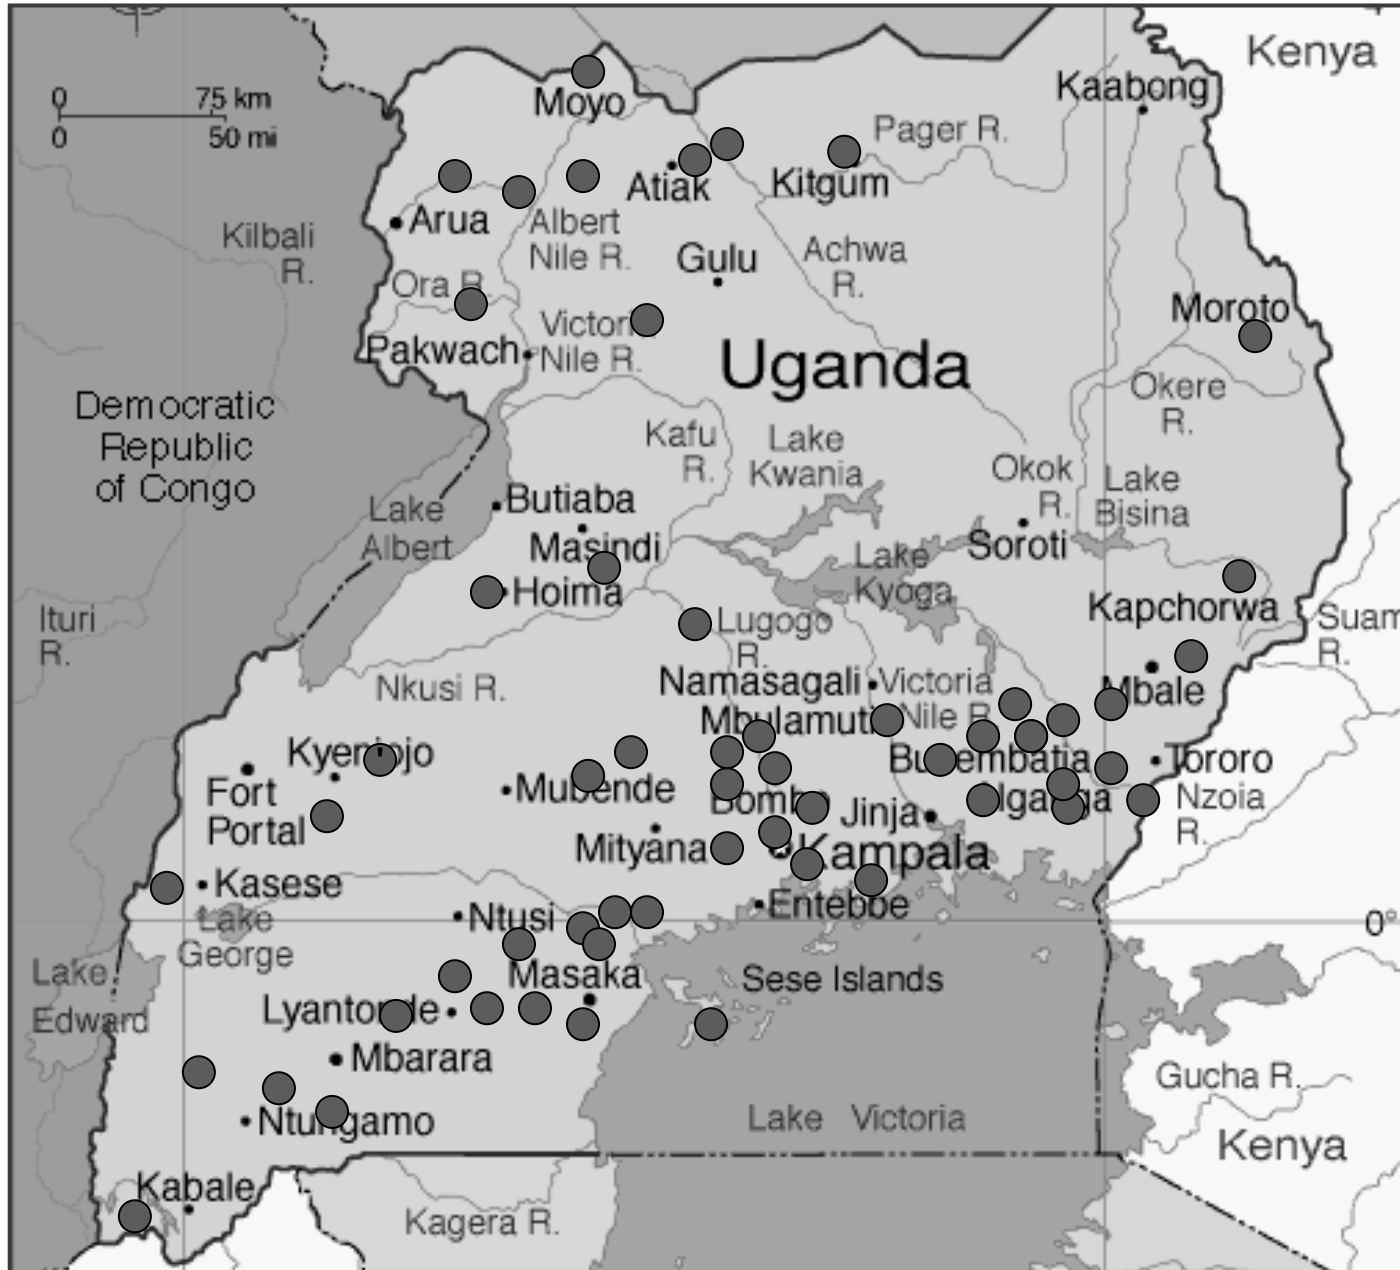 Kenya
0 75 km
0 50 mi
Moyo
Kaabong
Pager R.
Atiak
Kitgum
Arua
Albert
Nile R.
Kilbali
R.
Gulu
Achwa
R.
Ora R.
Moroto
Victori
Nile R.
Pakwach
Uganda
Okere
R.
Democratic
Republic
of Congo
Kafu
R.
Lake
Kwania
Okok
R.
Lake
Bisina
Butiaba
Lake
Albert
Masindi
Soroti
Lake
Kyoga
Hoima
Kapchorwa
Ituri
R.
Lugogo
R.
Suam
R.
Nkusi R.
Namasagali
Victoria
Nile R
Mbale
Mbulamuti
Kyenjojo
Busembatia
Tororo
Fort
Portal
Mubende
Bombo
Jinja
Iganga
Nzoia
R.
Mityana
Kampala
Kasese
Entebbe
Lake
George
Ntusi
0°
Lake
Edward
Masaka
Sese Islands
Lyantonde
Mbarara
Gucha R.
Ntungamo
Lake Victoria
Kenya
Kabale
Kagera R.